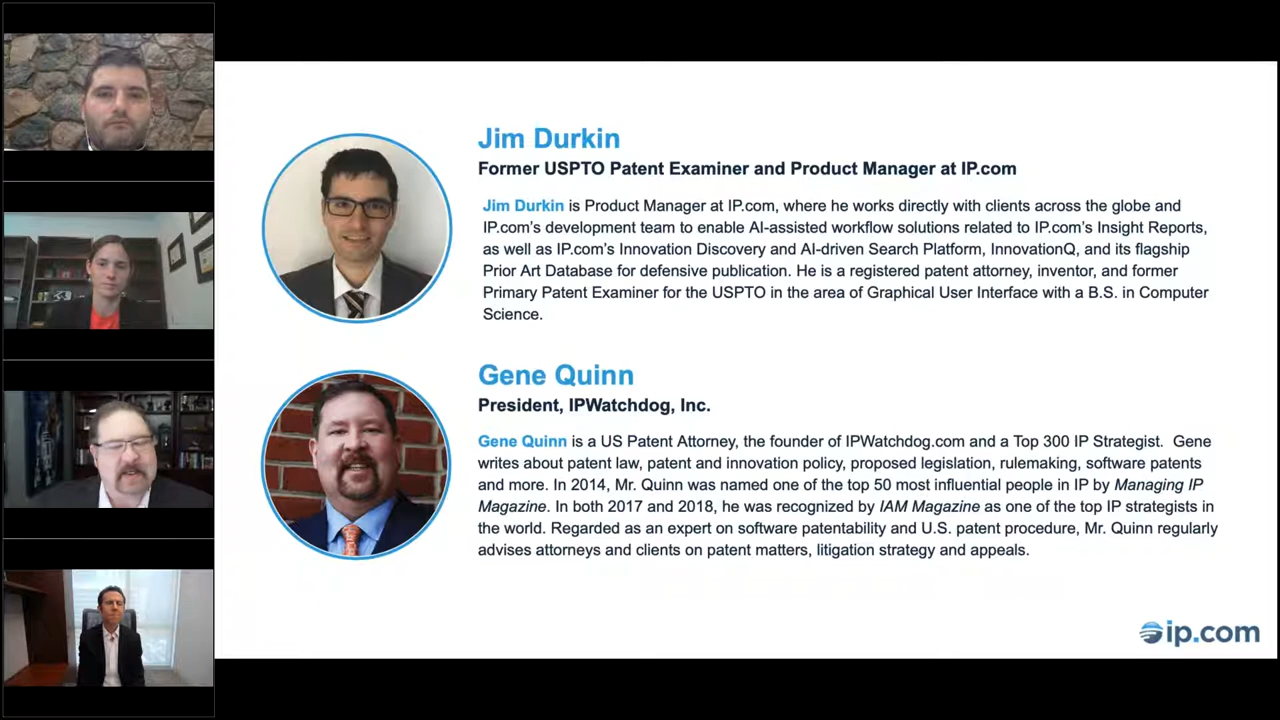 Jim Durkin
Former USPTO Patent Examiner and Product Manager at IP.com
Jim Durkin is Product Manager at IP.com, where he works directly with clients across the globe and
IP.com’s development team to enable AI-assisted workflow solutions related to IP.com’s Insight Reports,
as well as IP.com’s Innovation Discovery and AI-driven Search Platform, InnovationQ, and its flagship
Prior Art Database for defensive publication. He is a registered patent attorney, inventor, and former
Primary Patent Examiner for the USPTO in the area of Graphical User Interface with a B.S. in Computer
Science.
Gene Quinn
President, IPWatchdog, Inc.
Gene Quinn is a US Patent Attorney, the founder of IPWatchdog.com and a Top 300 IP Strategist. Gene
writes about patent law, patent and innovation policy, proposed legislation, rulemaking, software patents
and more. In 2014, Mr. Quinn was named one of the top 50 most influential people in IP by Managing IP
Magazine. In both 2017 and 2018, he was recognized by IAM Magazine as one of the top IP strategists in
the world. Regarded as an expert on software patentability and U.S. patent procedure, Mr. Quinn regularly
advises attorneys and clients on patent matters, litigation strategy and appeals.
ip.com